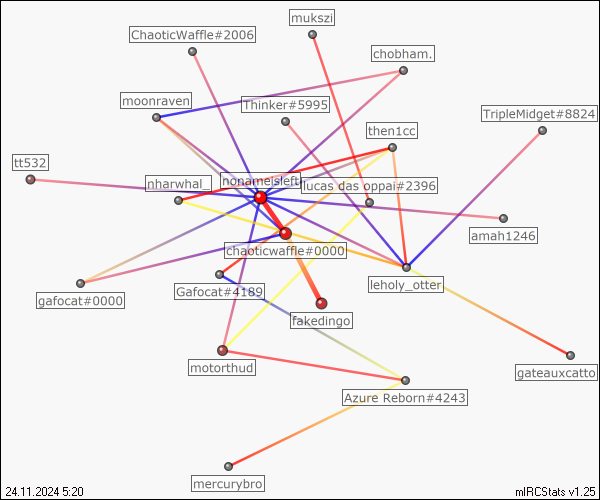 mukszi
ChaoticWaffle#2006
chobham.
moonraven
Thinker#5995
TripleMidget#8824
then1cc
tt532
nharwhal_
nonameisleft
lucas das oppai#2396
amah1246
chaoticwaffle#0000
leholy_otter
gafocat#0000
Gafocat#4189
fakedingo
motorthud
gateauxcatto
Azure Reborn#4243
mercurybro
24.11.2024 5:20
mIRCStats v1.25